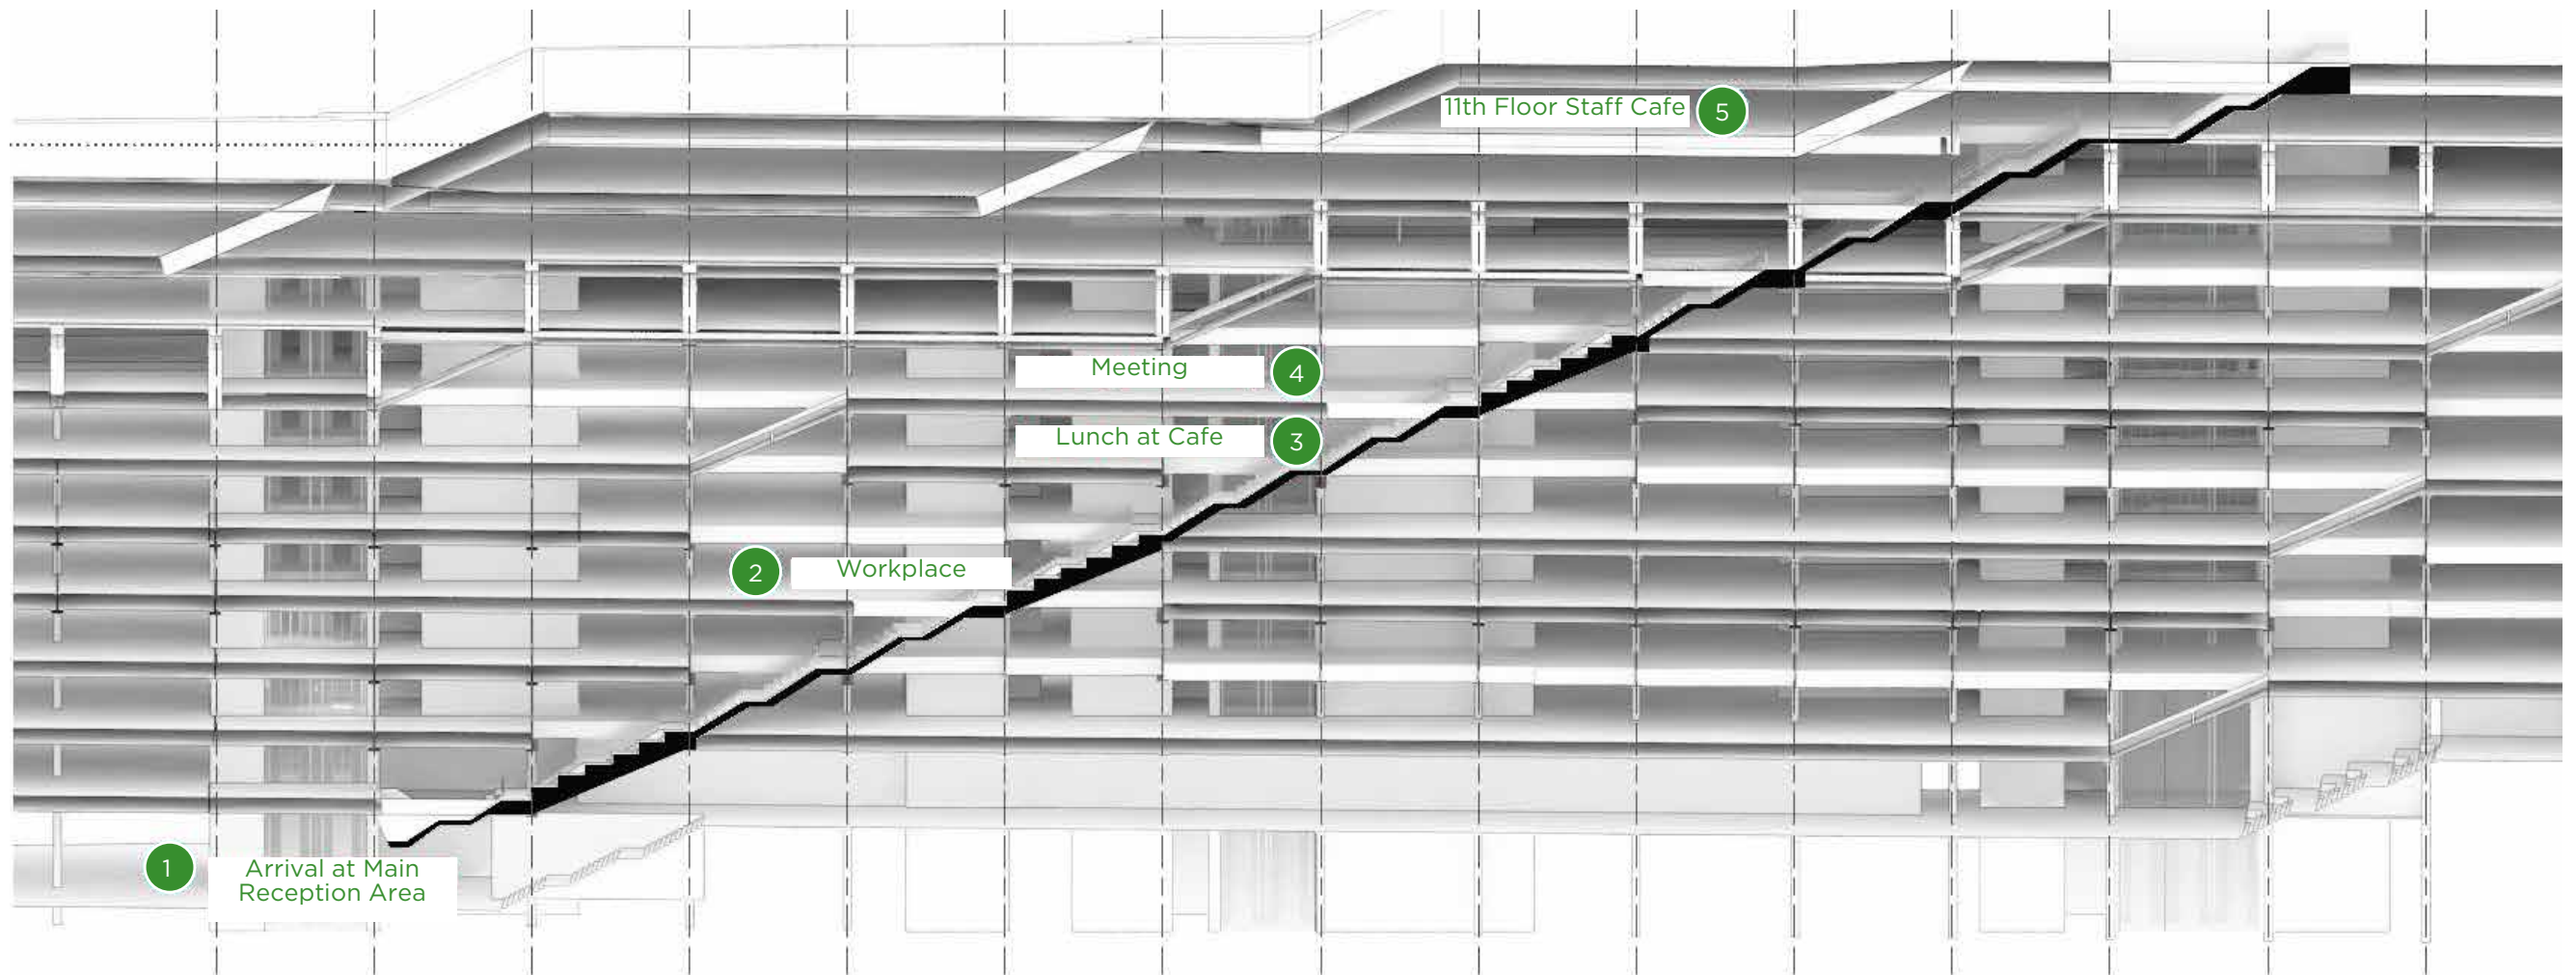 11th Floor Staff Cafe 5
Meeting 4
Lunch at Cafe 3
2 Workplace
1 Arrival at Main
Reception Area